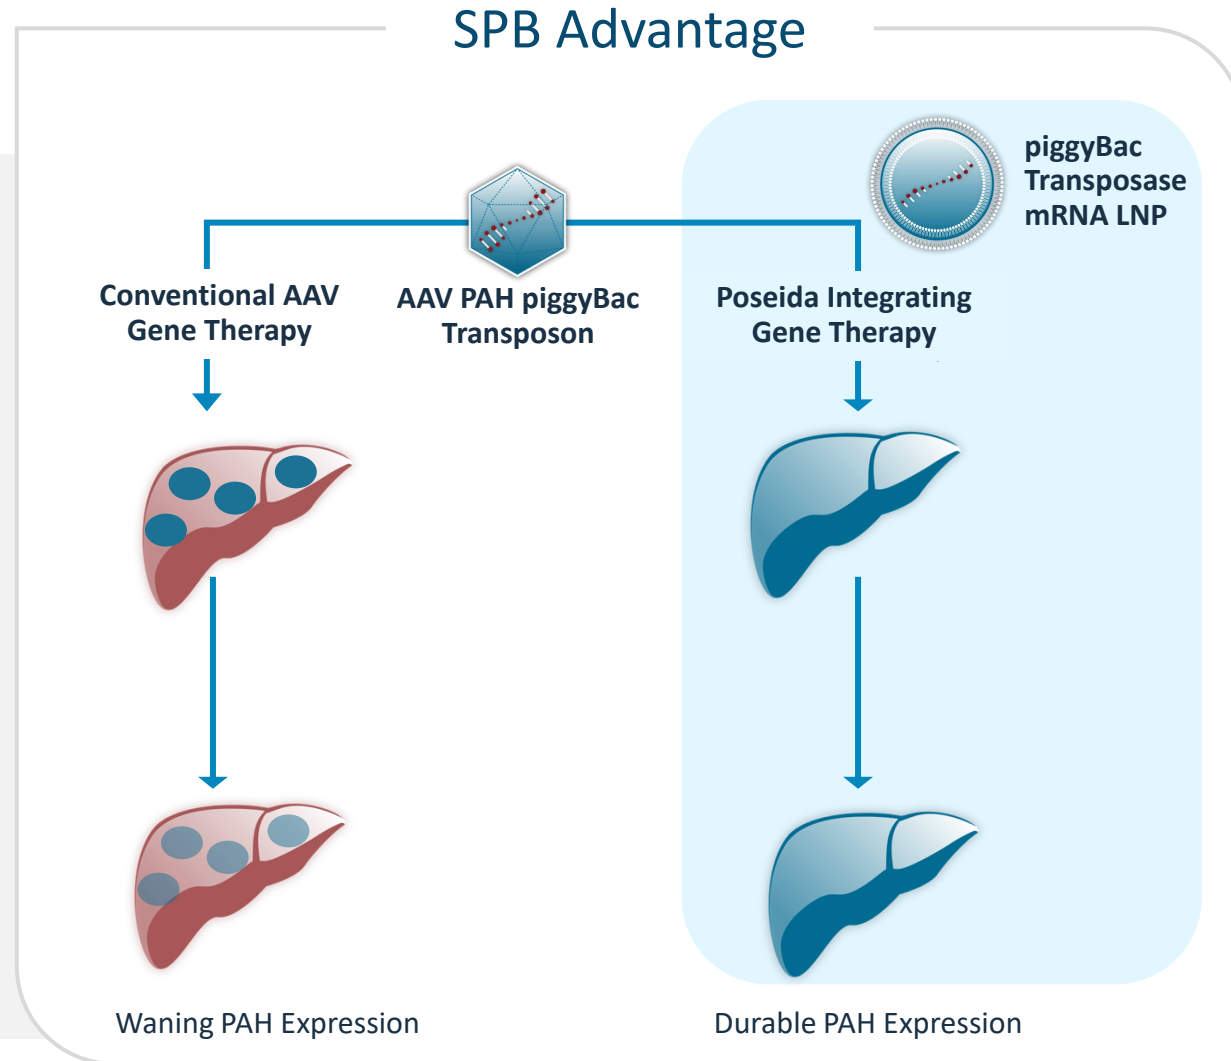 SPB Advantage
piggyBac
Transposase
mRNA LNP
Conventional AAV
Gene Therapy
AAV PAH piggyBac
Transposon
Poseida Integrating
Gene Therapy
Waning PAH Expression
Durable PAH Expression